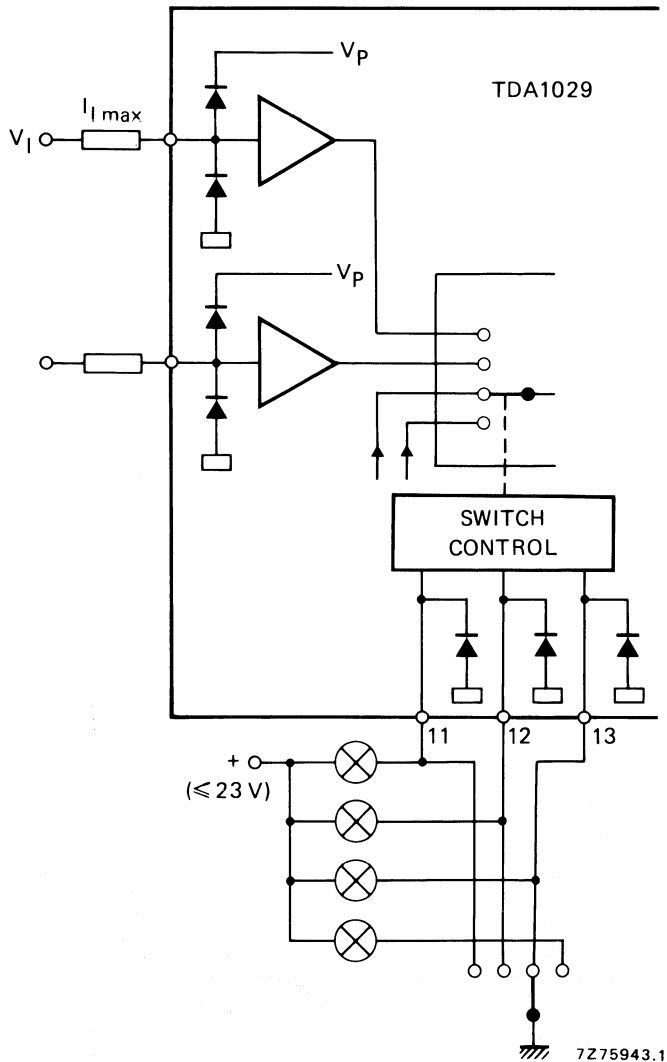 V_P
TDA1029
I_I max
V_I
V_P
SWITCH
CONTROL
11
12
13
+
(≤ 23 V)
7Z75943.1